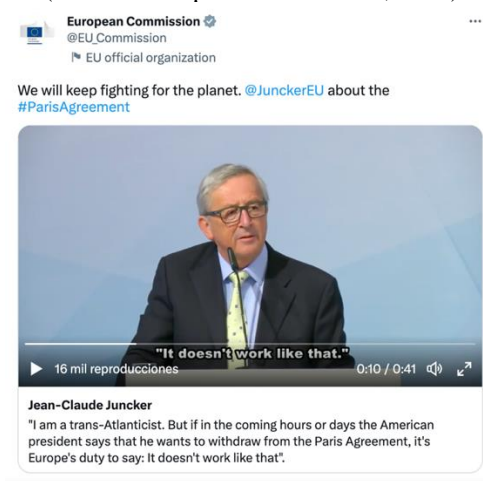 European Commission
@EU_Commission
EU official organization
We will keep fighting for the planet. @JunckerEU about the
#ParisAgreement
"It doesn't work like that."
16 mil reproducciones
0:10 / 0:41
Jean-Claude Juncker
"I am a trans-Atlanticist. But if in the coming hours or days the American
president says that he wants to withdraw from the Paris Agreement, it's
Europe's duty to say: It doesn't work like that".